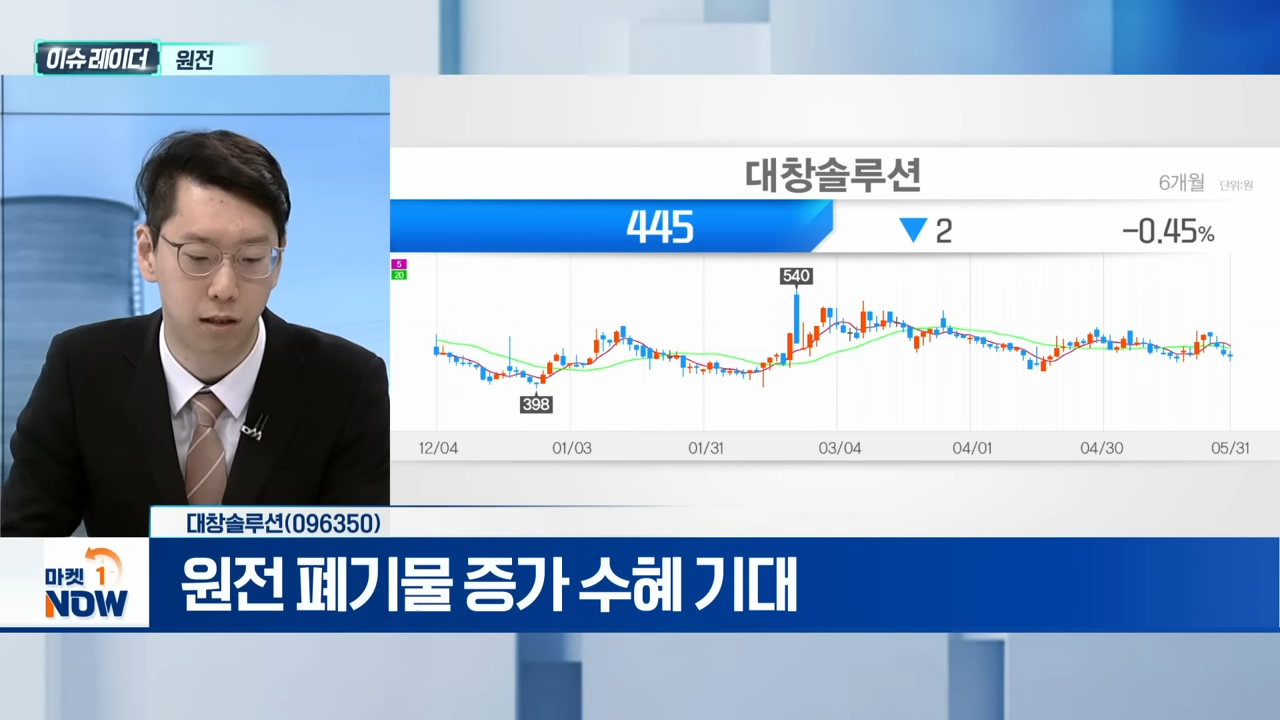 이슈 레이더 원전
대창솔루션
6개월 단위:원
445 ▼ 2 -0.45%
5
20
540
398
12/04 01/03 01/31 03/04 04/01 04/30 05/31
대창솔루션(096350)
마켓 1
NOW
원전 폐기물 증가 수혜 기대